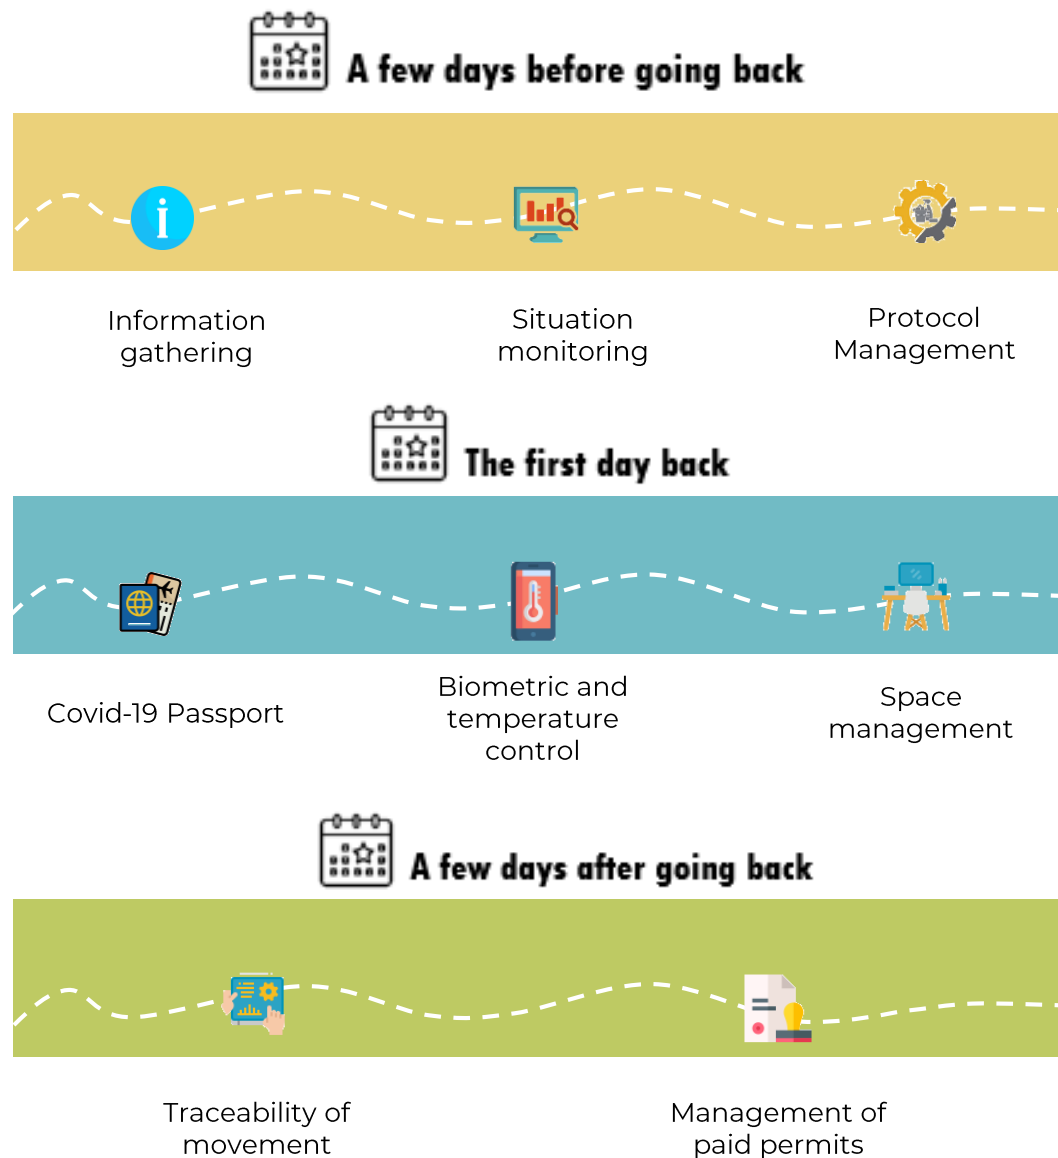 A few days before going back
Information
gathering
Situation
monitoring
Protocol
Management
The first day back
Covid-19 Passport
Biometric and
temperature
control
Space
management
A few days after going back
Traceability of
movement
Management of
paid permits